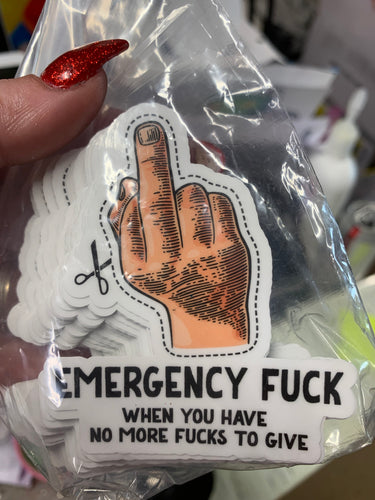 EMERGENCY FUCK
WHEN YOU HAVE
NO MORE FUCKS TO GIVE